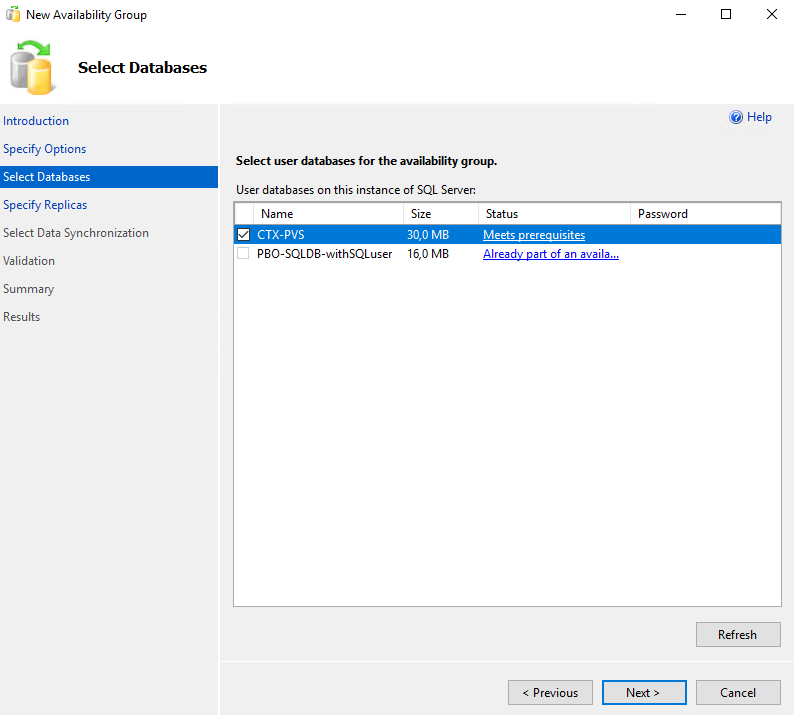 New Availability Group
Select Databases
Introduction
Specify Options
Select Databases
Specify Replicas
Select Data Synchronization
Validation
Summary
Results
Help
Select user databases for the availability group.
User databases on this instance of SQL Server:
Name Size Status Password
CTX-PVS 30,0 MB Meets prerequisites
PBO-SQLDB-withSQLuser 16,0 MB Already part of an availa...
Refresh
< Previous Next > Cancel